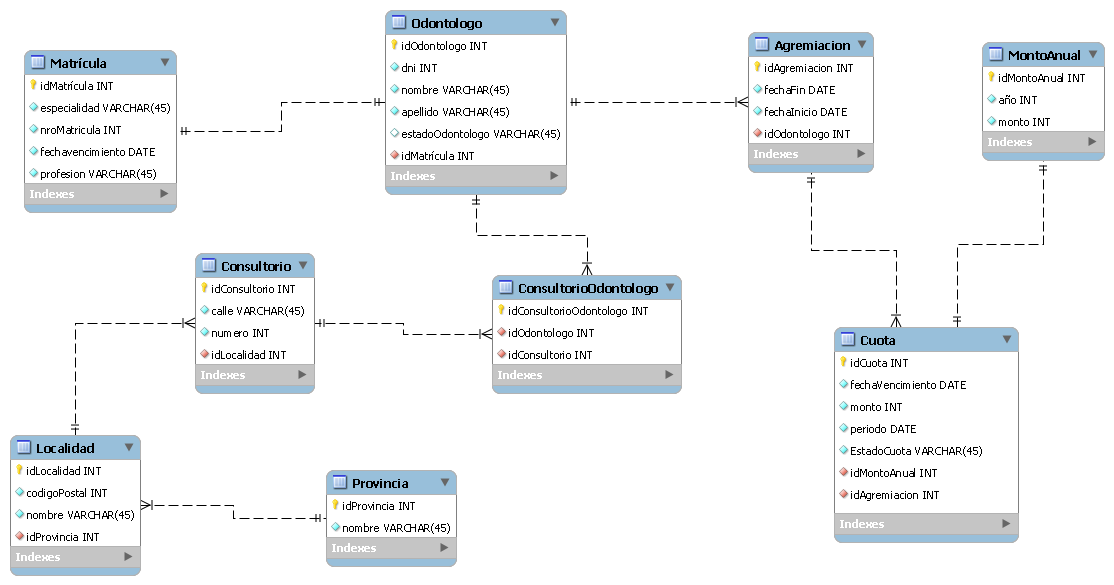 Matrícula
idMatrícula INT
especialidad VARCHAR(45)
nroMatricula INT
fechavencimiento DATE
profesion VARCHAR(45)
Indexes
Odontologo
idOdontologo INT
dni INT
nombre VARCHAR(45)
apellido VARCHAR(45)
estadoOdontologo VARCHAR(45)
idMatrícula INT
Indexes
Agremiacion
idAgremiacion INT
fechaFin DATE
fechaInicio DATE
idOdontologo INT
Indexes
MontoAnual
idMontoAnual INT
año INT
monto INT
Indexes
Consultorio
idConsultorio INT
calle VARCHAR(45)
numero INT
idLocalidad INT
Indexes
ConsultorioOdontologo
idConsultorioOdontologo INT
idOdontologo INT
idConsultorio INT
Indexes
Cuota
idCuota INT
fechaVencimiento DATE
monto INT
periodo DATE
EstadoCuota VARCHAR(45)
idMontoAnual INT
idAgremiacion INT
Indexes
Localidad
idLocalidad INT
codigoPostal INT
nombre VARCHAR(45)
idProvincia INT
Indexes
Provincia
idProvincia INT
nombre VARCHAR(45)
Indexes